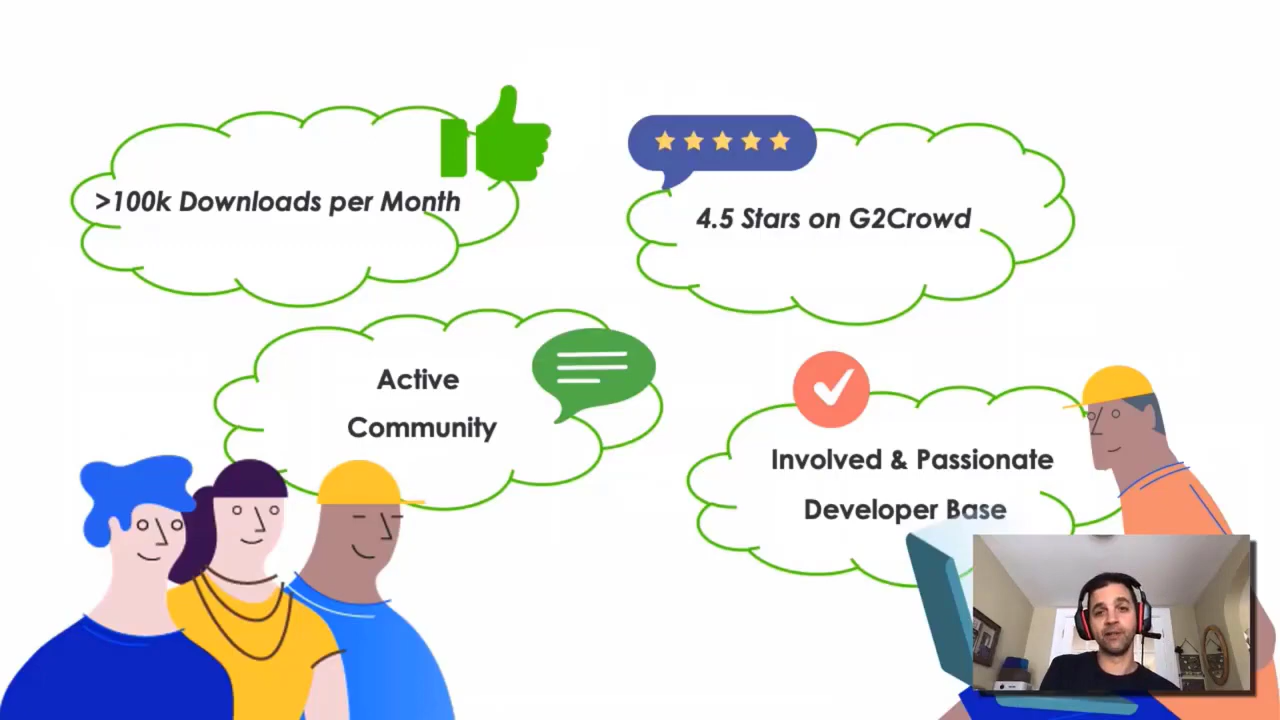 >100k Downloads per Month
4.5 Stars on G2Crowd
Active
Community
Involved & Passionate
Developer Base